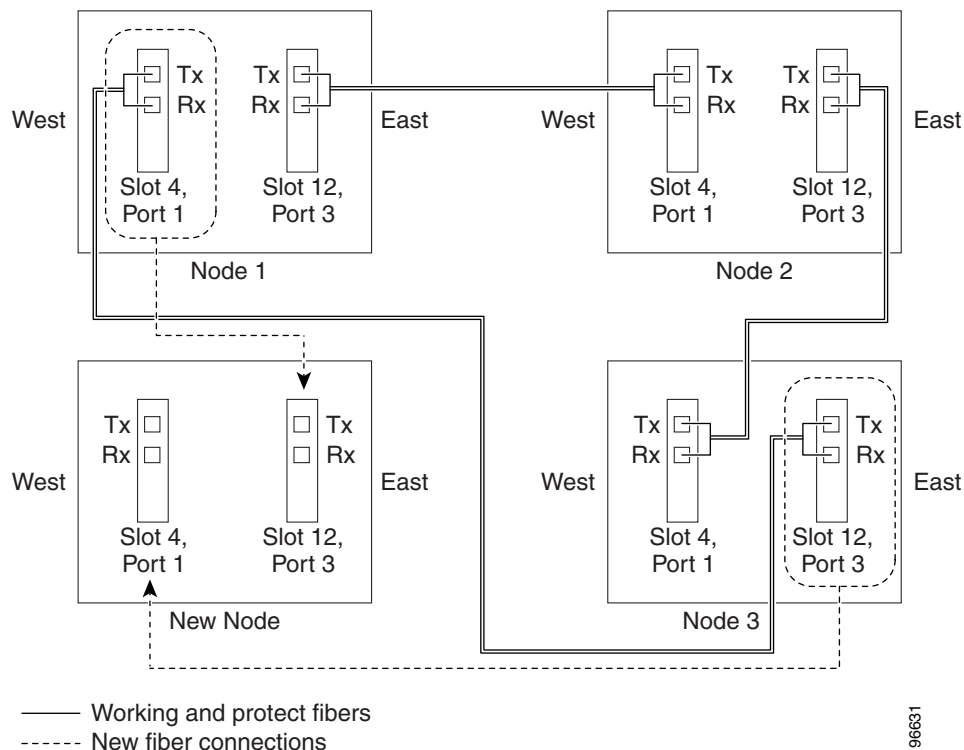 Tx
Rx
Tx
Rx
West
East
Slot 4,
Port 1
Slot 12,
Port 3
Node 1
Tx
Rx
Tx
Rx
West
East
Slot 4,
Port 1
Slot 12,
Port 3
Node 2
Tx
Rx
Tx
Rx
West
East
Slot 4,
Port 1
Slot 12,
Port 3
New Node
Tx
Rx
Tx
Rx
West
East
Slot 4,
Port 1
Slot 12,
Port 3
Node 3
Working and protect fibers
New fiber connections
96631